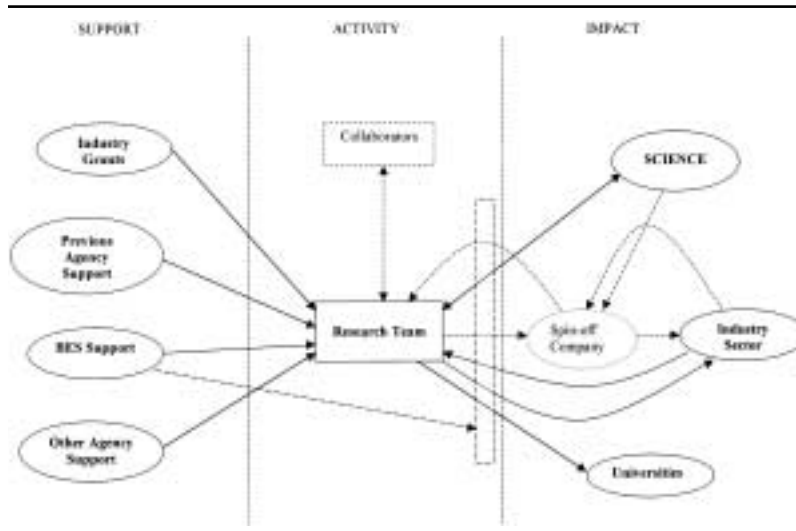 SUPPORT
ACTIVITY
IMPACT
Industry
Grants
Collaborators
SCIENCE
Previous
Agency
Support
Research Team
Spin-off
Company
Industry
Sector
BES Support
Other Agency
Support
Universities